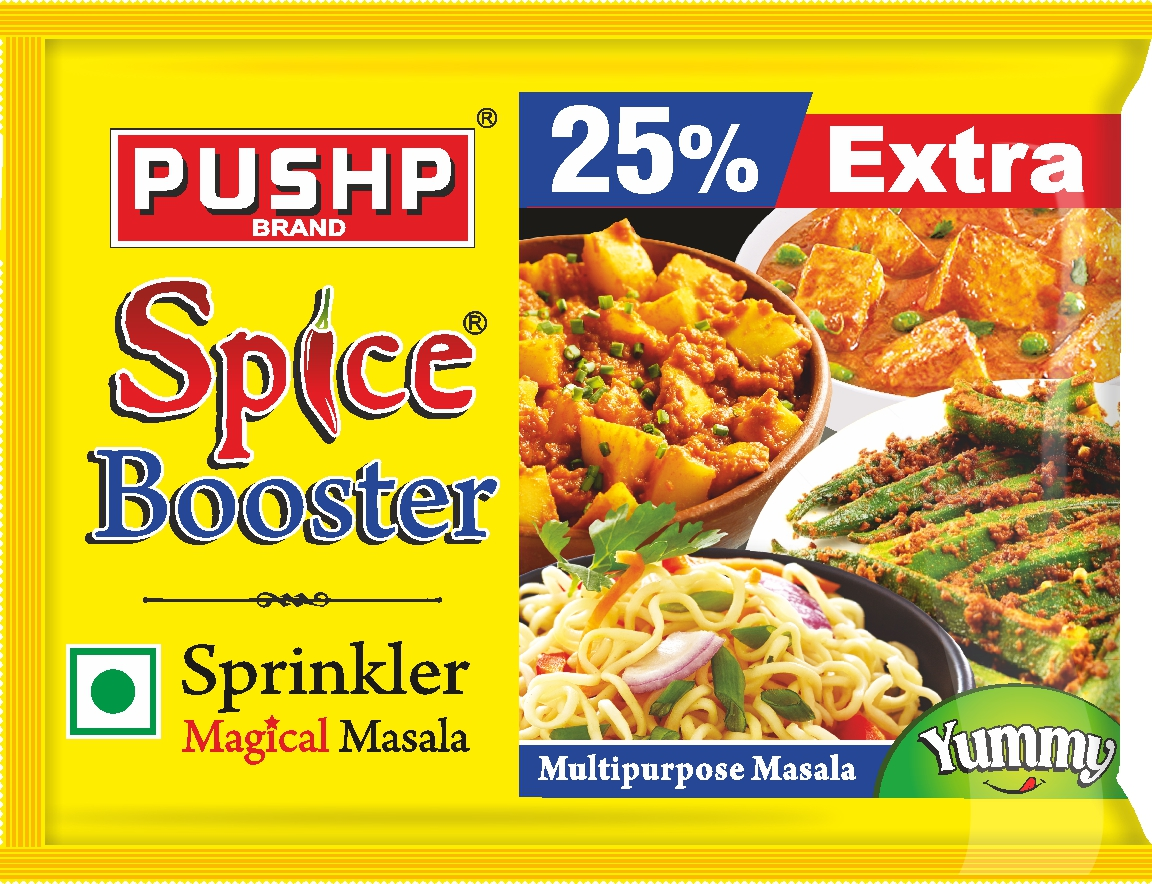 PUSHP ®
BRAND
Spice ®
Booster
Sprinkler
Magical Masala
25% Extra
Multipurpose Masala
Yummy